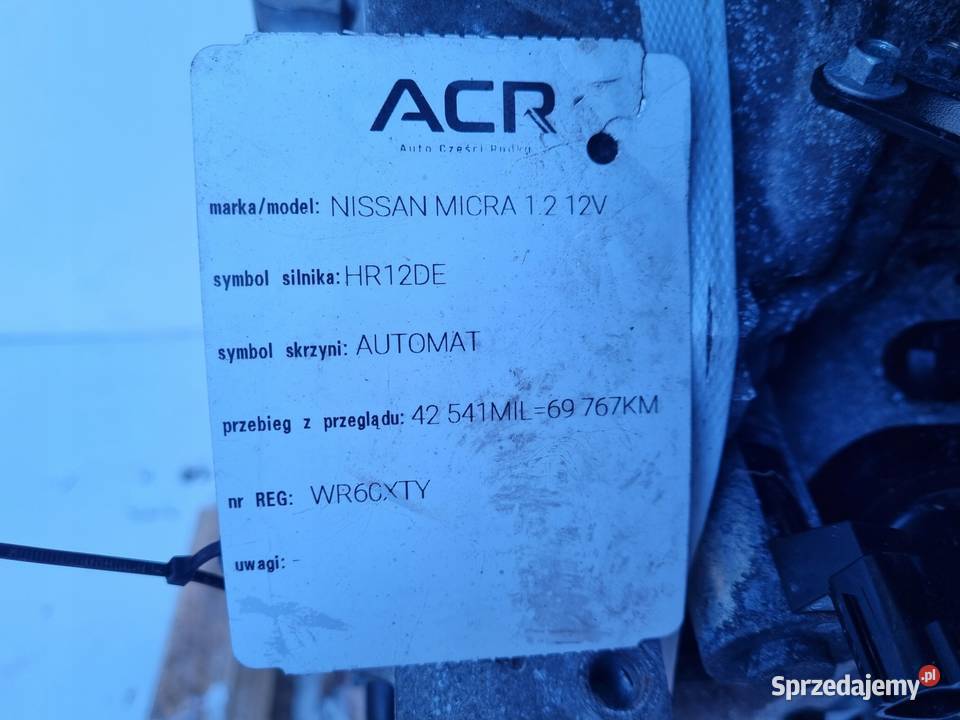 ACR
Auto Części Rudka
marka/model: NISSAN MICRA 1.2 12V
symbol silnika: HR12DE
symbol skrzyni: AUTOMAT
przebieg z przeglądu: 42 541MIL=69 767KM
nr REG: WR60XTY
uwagi: -
Sprzedajemy.pl